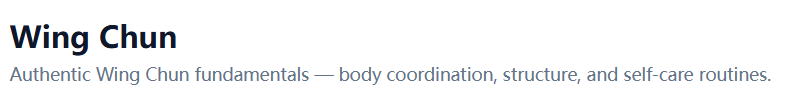 Wing Chun
Authentic Wing Chun fundamentals — body coordination, structure, and self-care routines.